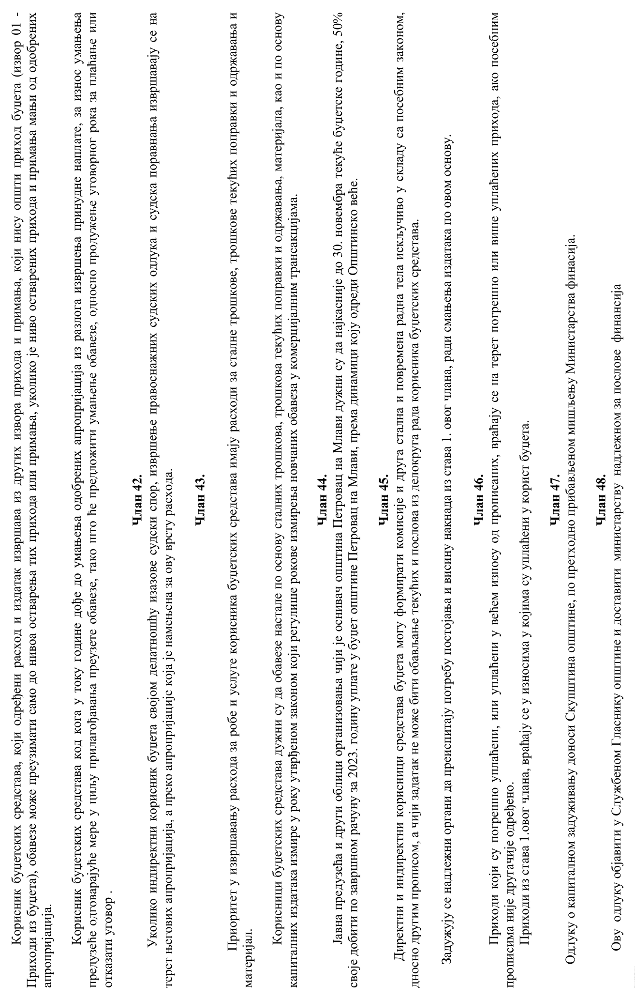 Корисник буџетских средстава, који одређени расход и издатак извршава из других извора прихода и примања, који нису општи приход буџета (извор 01 -
Приходи из буџета), обавезе може преузимати само до нивоа остварења тих прихода или примања, уколико је ниво остварених прихода и примања мањи од одобрених
апропријација.
Корисник буџетских средстава код кога у току године дође до умањења одобрених апропријација из разлога извршења принудне наплате, за износ умањења
предузеће одговарајуће мере у циљу прилагођавања преузете обавезе, тако што ће предложити умањење обавезе, односно продужење уговорног рока за плаћање или
отказати уговор .
Члан 42.
Уколико индиректни корисник буџета својом делатношћу изазове судски спор, извршење правоснажних судских одлука и судска поравнања извршавају се на
терет његових апропријација, а преко апропријације која је намењена за ову врсту расхода.
Члан 43.
Приоритет у извршавању расхода за робе и услуге корисника буџетских средстава имају расходи за сталне трошкове, трошкове текућих поправки и одржавања и
материјал.
Корисници буџетских средстава дужни су да обавезе настале по основу сталних трошкова, трошкова текућих поправки и одржавања, материјала, као и по основу
капиталних издатака измире у року утврђеном законом који регулише рокове измирења новчаних обавеза у комерцијалним трансакцијама.
Члан 44.
Јавна предузећа и други облици организовања чији је оснивач општина Петровац на Млави дужни су да најкасније до 30. новембра текуће буџетске године, 50%
своје добити по завршном рачуну за 2023. годину уплате у буџет општине Петровац на Млави, према динамици коју одреди Општинско веће.
Члан 45.
Директни и индиректни корисници средстава буџета могу формирати комисије и друга стална и повремена радна тела искључиво у складу са посебним законом,
дносно другим прописом, а чији задатак не може бити обављање текућих и послова из делокруга рада корисника буџетских средстава.
Задужују се надлежни органи да преиспитају потребу постојања и висину накнада из става 1. овог члана, ради смањења издатака по овом основу.
Члан 46.
Приходи који су погрешно уплаћени, или уплаћени у већем износу од прописаних, враћају се на терет погрешно или више уплаћених прихода, ако посебним
прописима није другачије одређено.
Приходи из става 1.овог члана, враћају се у износима у којима су уплаћени у корист буџета.
Члан 47.
Одлуку о капиталном задуживању доноси Скупштина општине, по претходно прибављеном мишљењу Министарства финасија.
Члан 48.
Ову одлуку објавити у Службеном Гласнику општине и доставити министарству надлежном за послове финансија